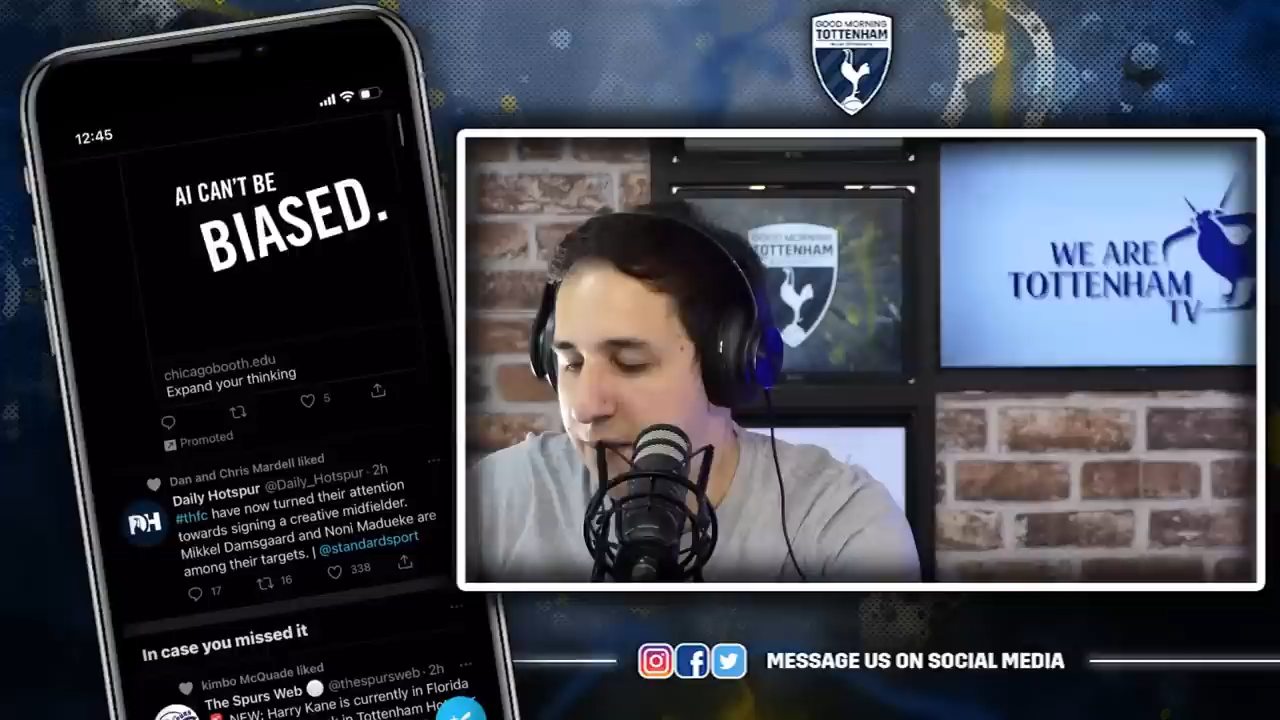 12:45
AI CAN'T BE
BIASED.
chicagobooth.edu
Expand your thinking
5
Promoted
Dan and Chris Mardell liked
Daily Hotspur @Daily_Hotspur · 2h
#thfc have now turned their attention
towards signing a creative midfielder.
Mikkel Damsgaard and Noni Madueke are
among their targets. | @standardsport
17
16
338
In case you missed it
kimbo McQuade liked
The Spurs Web @thespursweb · 2h
NEW: Harry Kane is currently in Florida
in Tottenham
GOOD MORNING
TOTTENHAM
GOOD MORNING
TOTTENHAM
WE ARE
TOTTENHAM
TV
MESSAGE US ON SOCIAL MEDIA